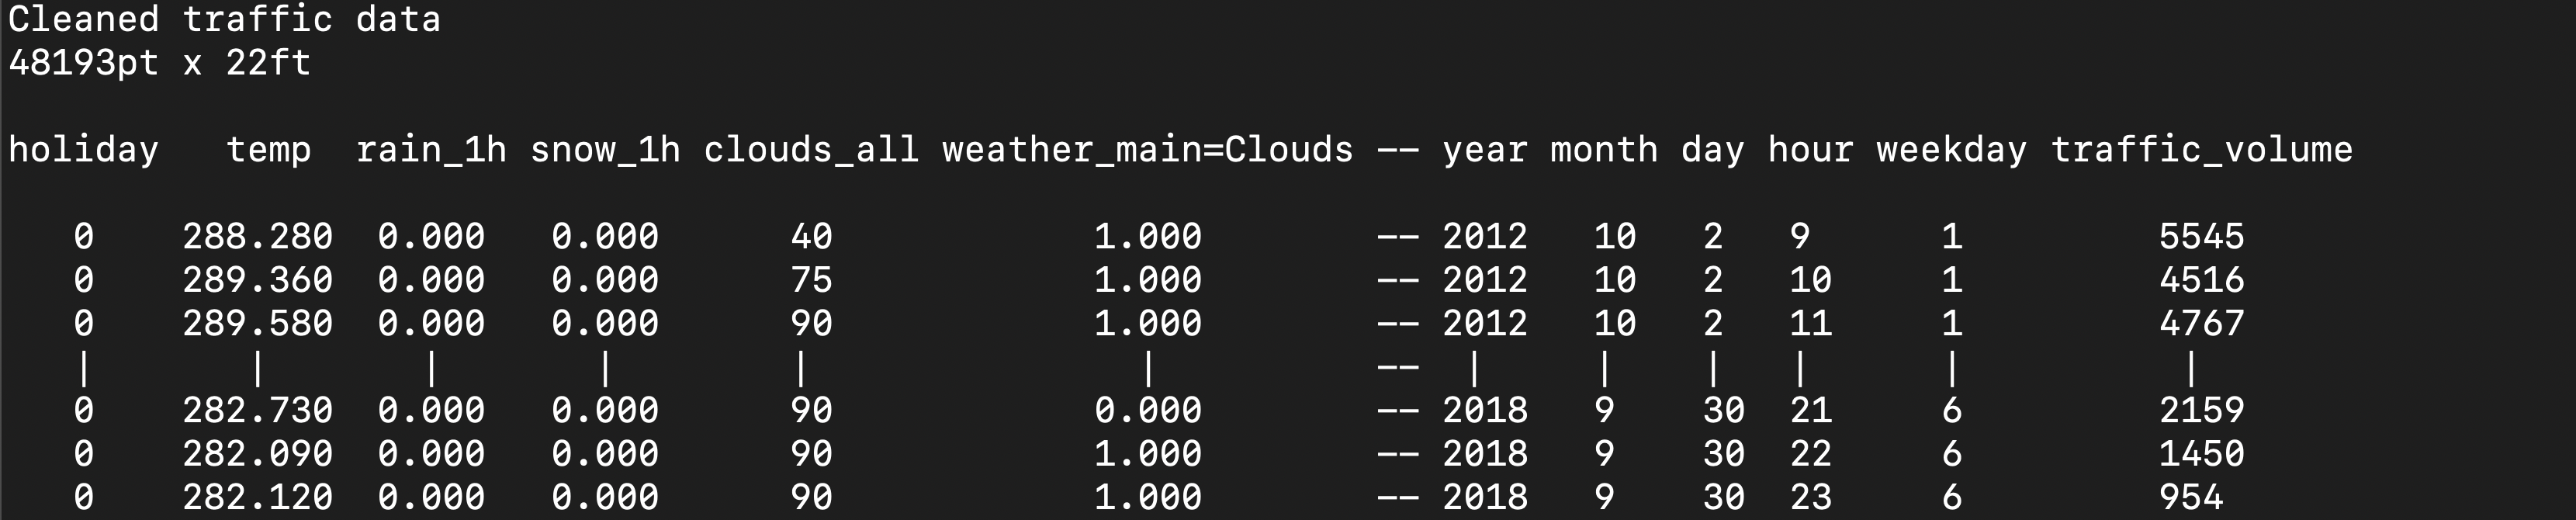 Cleaned traffic data
48193pt x 22ft
holiday temp rain_1h snow_1h clouds_all weather_main=Clouds -- year month day hour weekday traffic_volume
0 288.280 0.000 0.000 40 1.000 -- 2012 10 2 9 1 5545
0 289.360 0.000 0.000 75 1.000 -- 2012 10 2 10 1 4516
0 289.580 0.000 0.000 90 1.000 -- 2012 10 2 11 1 4767
| | | | | | -- | | | | | |
0 282.730 0.000 0.000 90 0.000 -- 2018 9 30 21 6 2159
0 282.090 0.000 0.000 90 1.000 -- 2018 9 30 22 6 1450
0 282.120 0.000 0.000 90 1.000 -- 2018 9 30 23 6 954